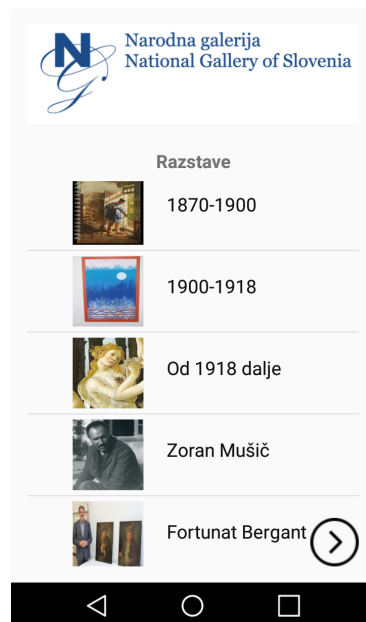 Narodna galerija
National Gallery of Slovenia
Razstave
1870-1900
1900-1918
Od 1918 dalje
Zoran Mušič
Fortunat Bergant